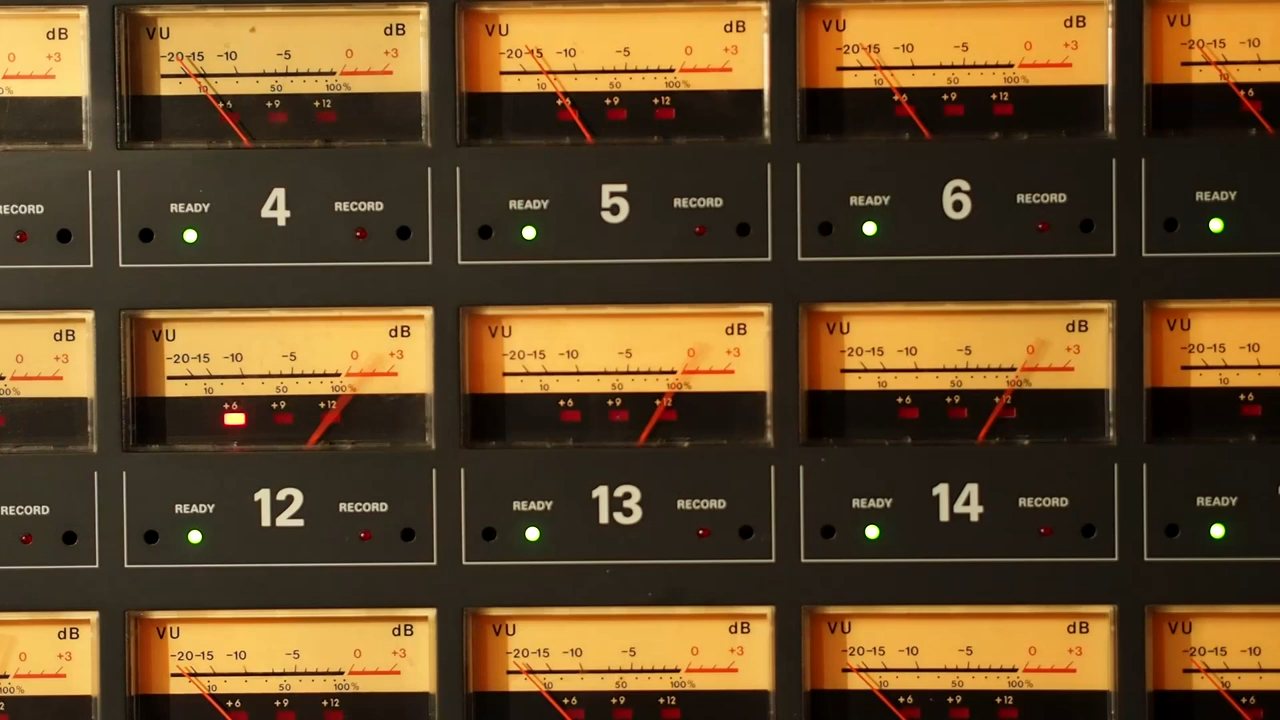 dB VU dB VU dB VU dB VU
0 +3 -20-15 -10 -5 0 +3 -20-15 -10 -5 0 +3 -20-15 -10 -5 0 +3 -20-15 -10
10 50 100% 10 50 100% 10 50 100%
+6 +9 +12 +6 +9 +12 +6 +9 +12 +6
RECORD READY 4 RECORD READY 5 RECORD READY 6 RECORD READY
dB VU dB VU dB VU dB VU
0 +3 -20-15 -10 -5 0 +3 -20-15 -10 -5 0 +3 -20-15 -10 -5 0 +3 -20-15 -10
10 50 100% 10 50 100% 10 50 100% 10
+6 +9 +12 +6 +9 +12 +6 +9 +12 +6
RECORD READY 12 RECORD READY 13 RECORD READY 14 RECORD READY
dB VU dB VU dB VU dB VU
0 +3 -20-15 -10 -5 0 +3 -20-15 -10 -5 0 +3 -20-15 -10 -5 0 +3 -20-15 -10
100% 10 50 100% 10 50 100% 10 50 100% 10
+6 +9 +12 +6 +9 +12 +6 +9 +12 +6